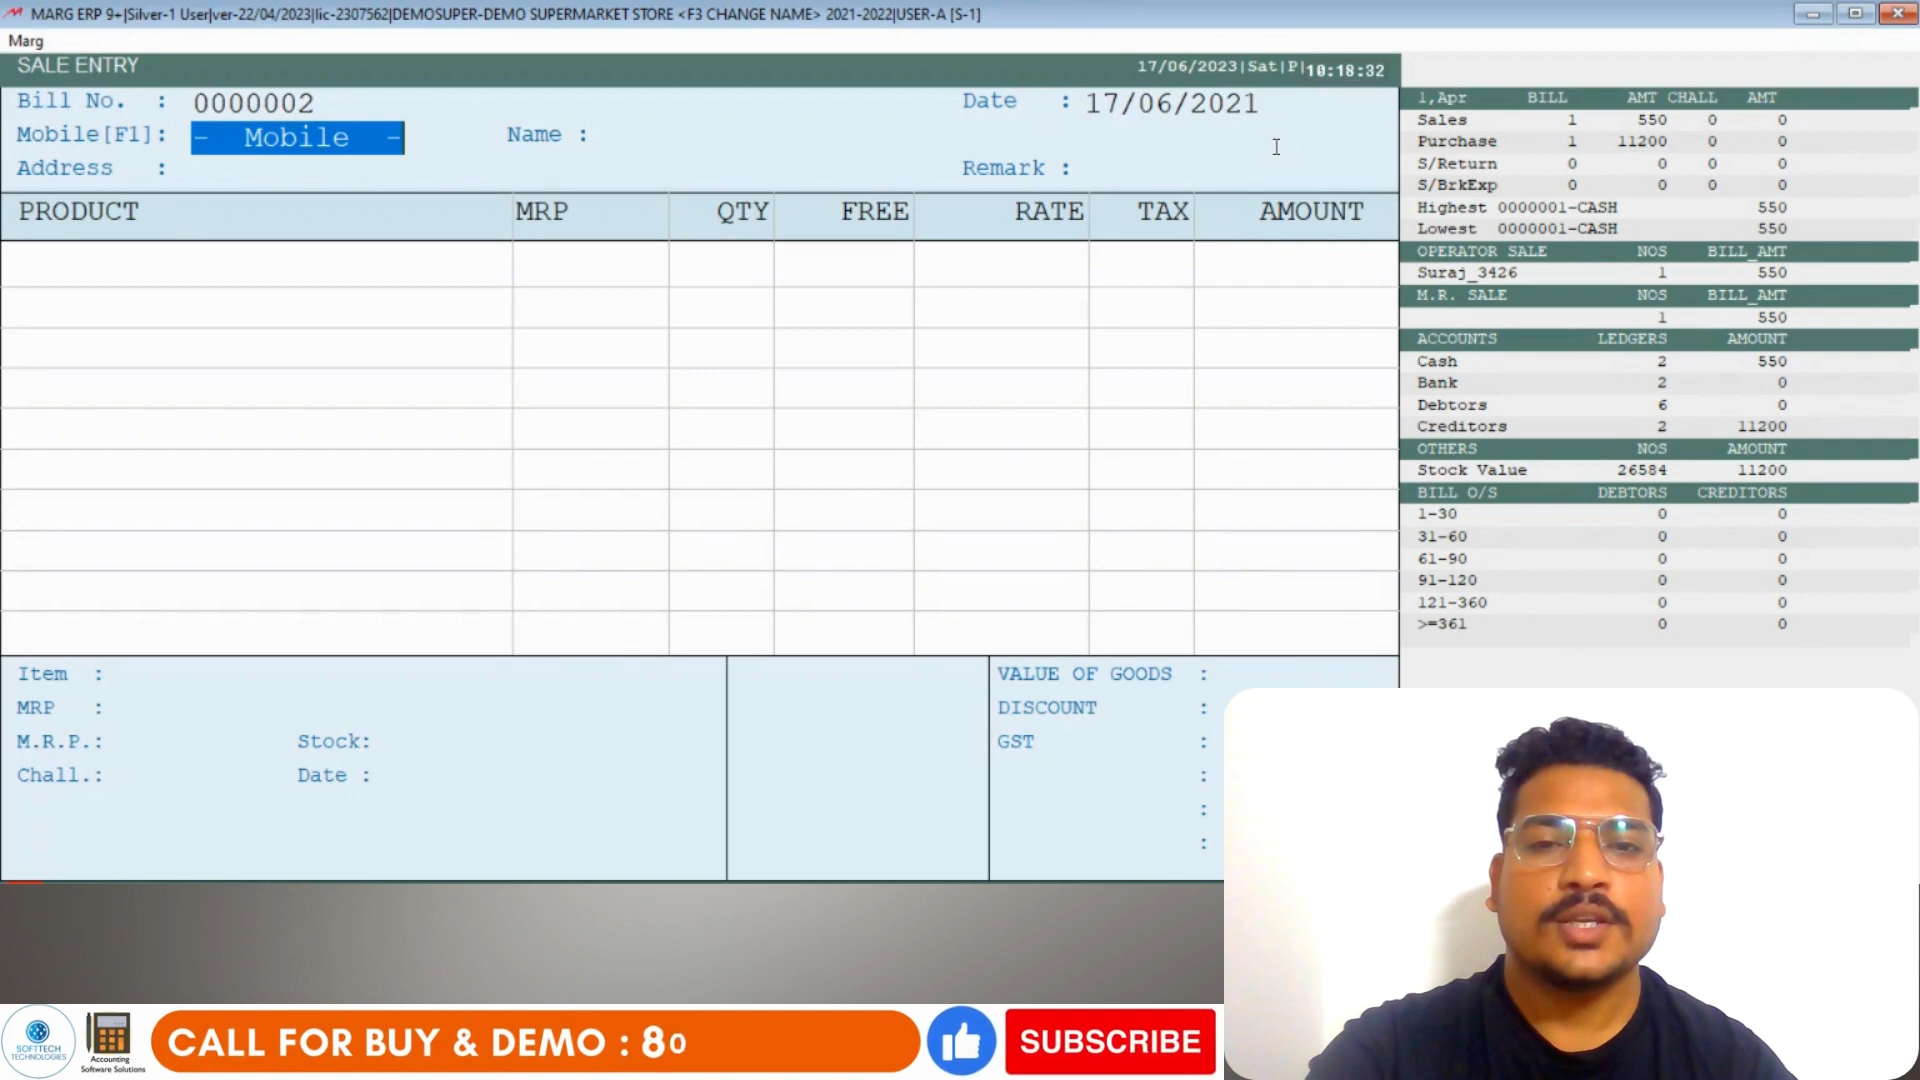 MARG ERP 9+|Silver-1 User|ver-22/04/2023|lic-2307562|DEMOSUPER-DEMO SUPERMARKET STORE <F3 CHANGE NAME> 2021-2022|USER-A [S-1]
Marg
SALE ENTRY 17/06/2023|Sat|P|10:18:32
Bill No. : 0000002 Date : 17/06/2021
Mobile[F1]: - Mobile - Name :
Address : Remark :
PRODUCT MRP QTY FREE RATE TAX AMOUNT
Item :
MRP :
M.R.P.: Stock:
Chall.: Date :
VALUE OF GOODS :
DISCOUNT :
GST :
:
:
:
1,Apr BILL AMT CHALL AMT
Sales 1 550 0 0
Purchase 1 11200 0 0
S/Return 0 0 0 0
S/BrkExp 0 0 0 0
Highest 0000001-CASH 550
Lowest 0000001-CASH 550
OPERATOR SALE NOS BILL_AMT
Suraj_3426 1 550
M.R. SALE NOS BILL_AMT
1 550
ACCOUNTS LEDGERS AMOUNT
Cash 2 550
Bank 2 0
Debtors 6 0
Creditors 2 11200
OTHERS NOS AMOUNT
Stock Value 26584 11200
BILL O/S DEBTORS CREDITORS
1-30 0 0
31-60 0 0
61-90 0 0
91-120 0 0
121-360 0 0
>=361 0 0
SOFTTECH
TECHNOLOGIES
Accounting
Software Solutions
CALL FOR BUY & DEMO : 80
SUBSCRIBE